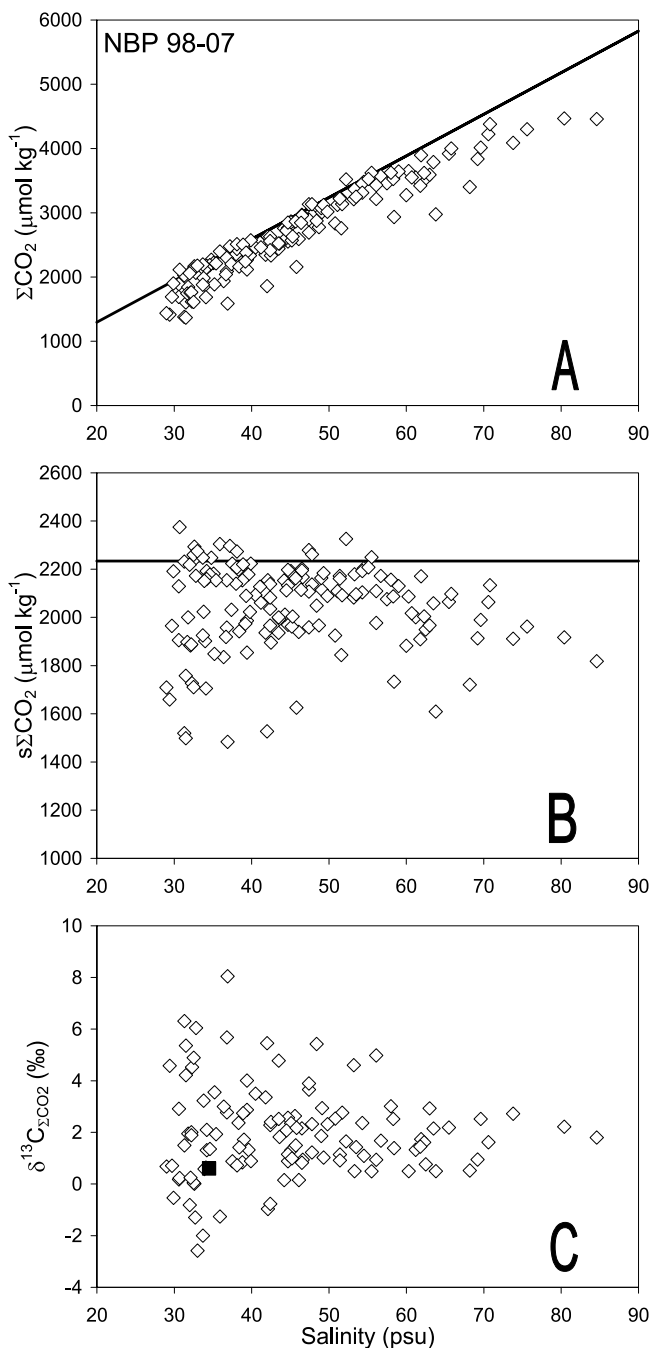 NBP 98-07
6000
5000
4000
3000
2000
1000
0
ΣCO₂ (μmol kg⁻¹)
20 30 40 50 60 70 80 90
A
2600
2400
2200
2000
1800
1600
1400
1200
1000
sΣCO₂ (μmol kg⁻¹)
20 30 40 50 60 70 80 90
B
10
8
6
4
2
0
-2
-4
δ¹³C_ΣCO2 (‰)
20 30 40 50 60 70 80 90
C
Salinity (psu)